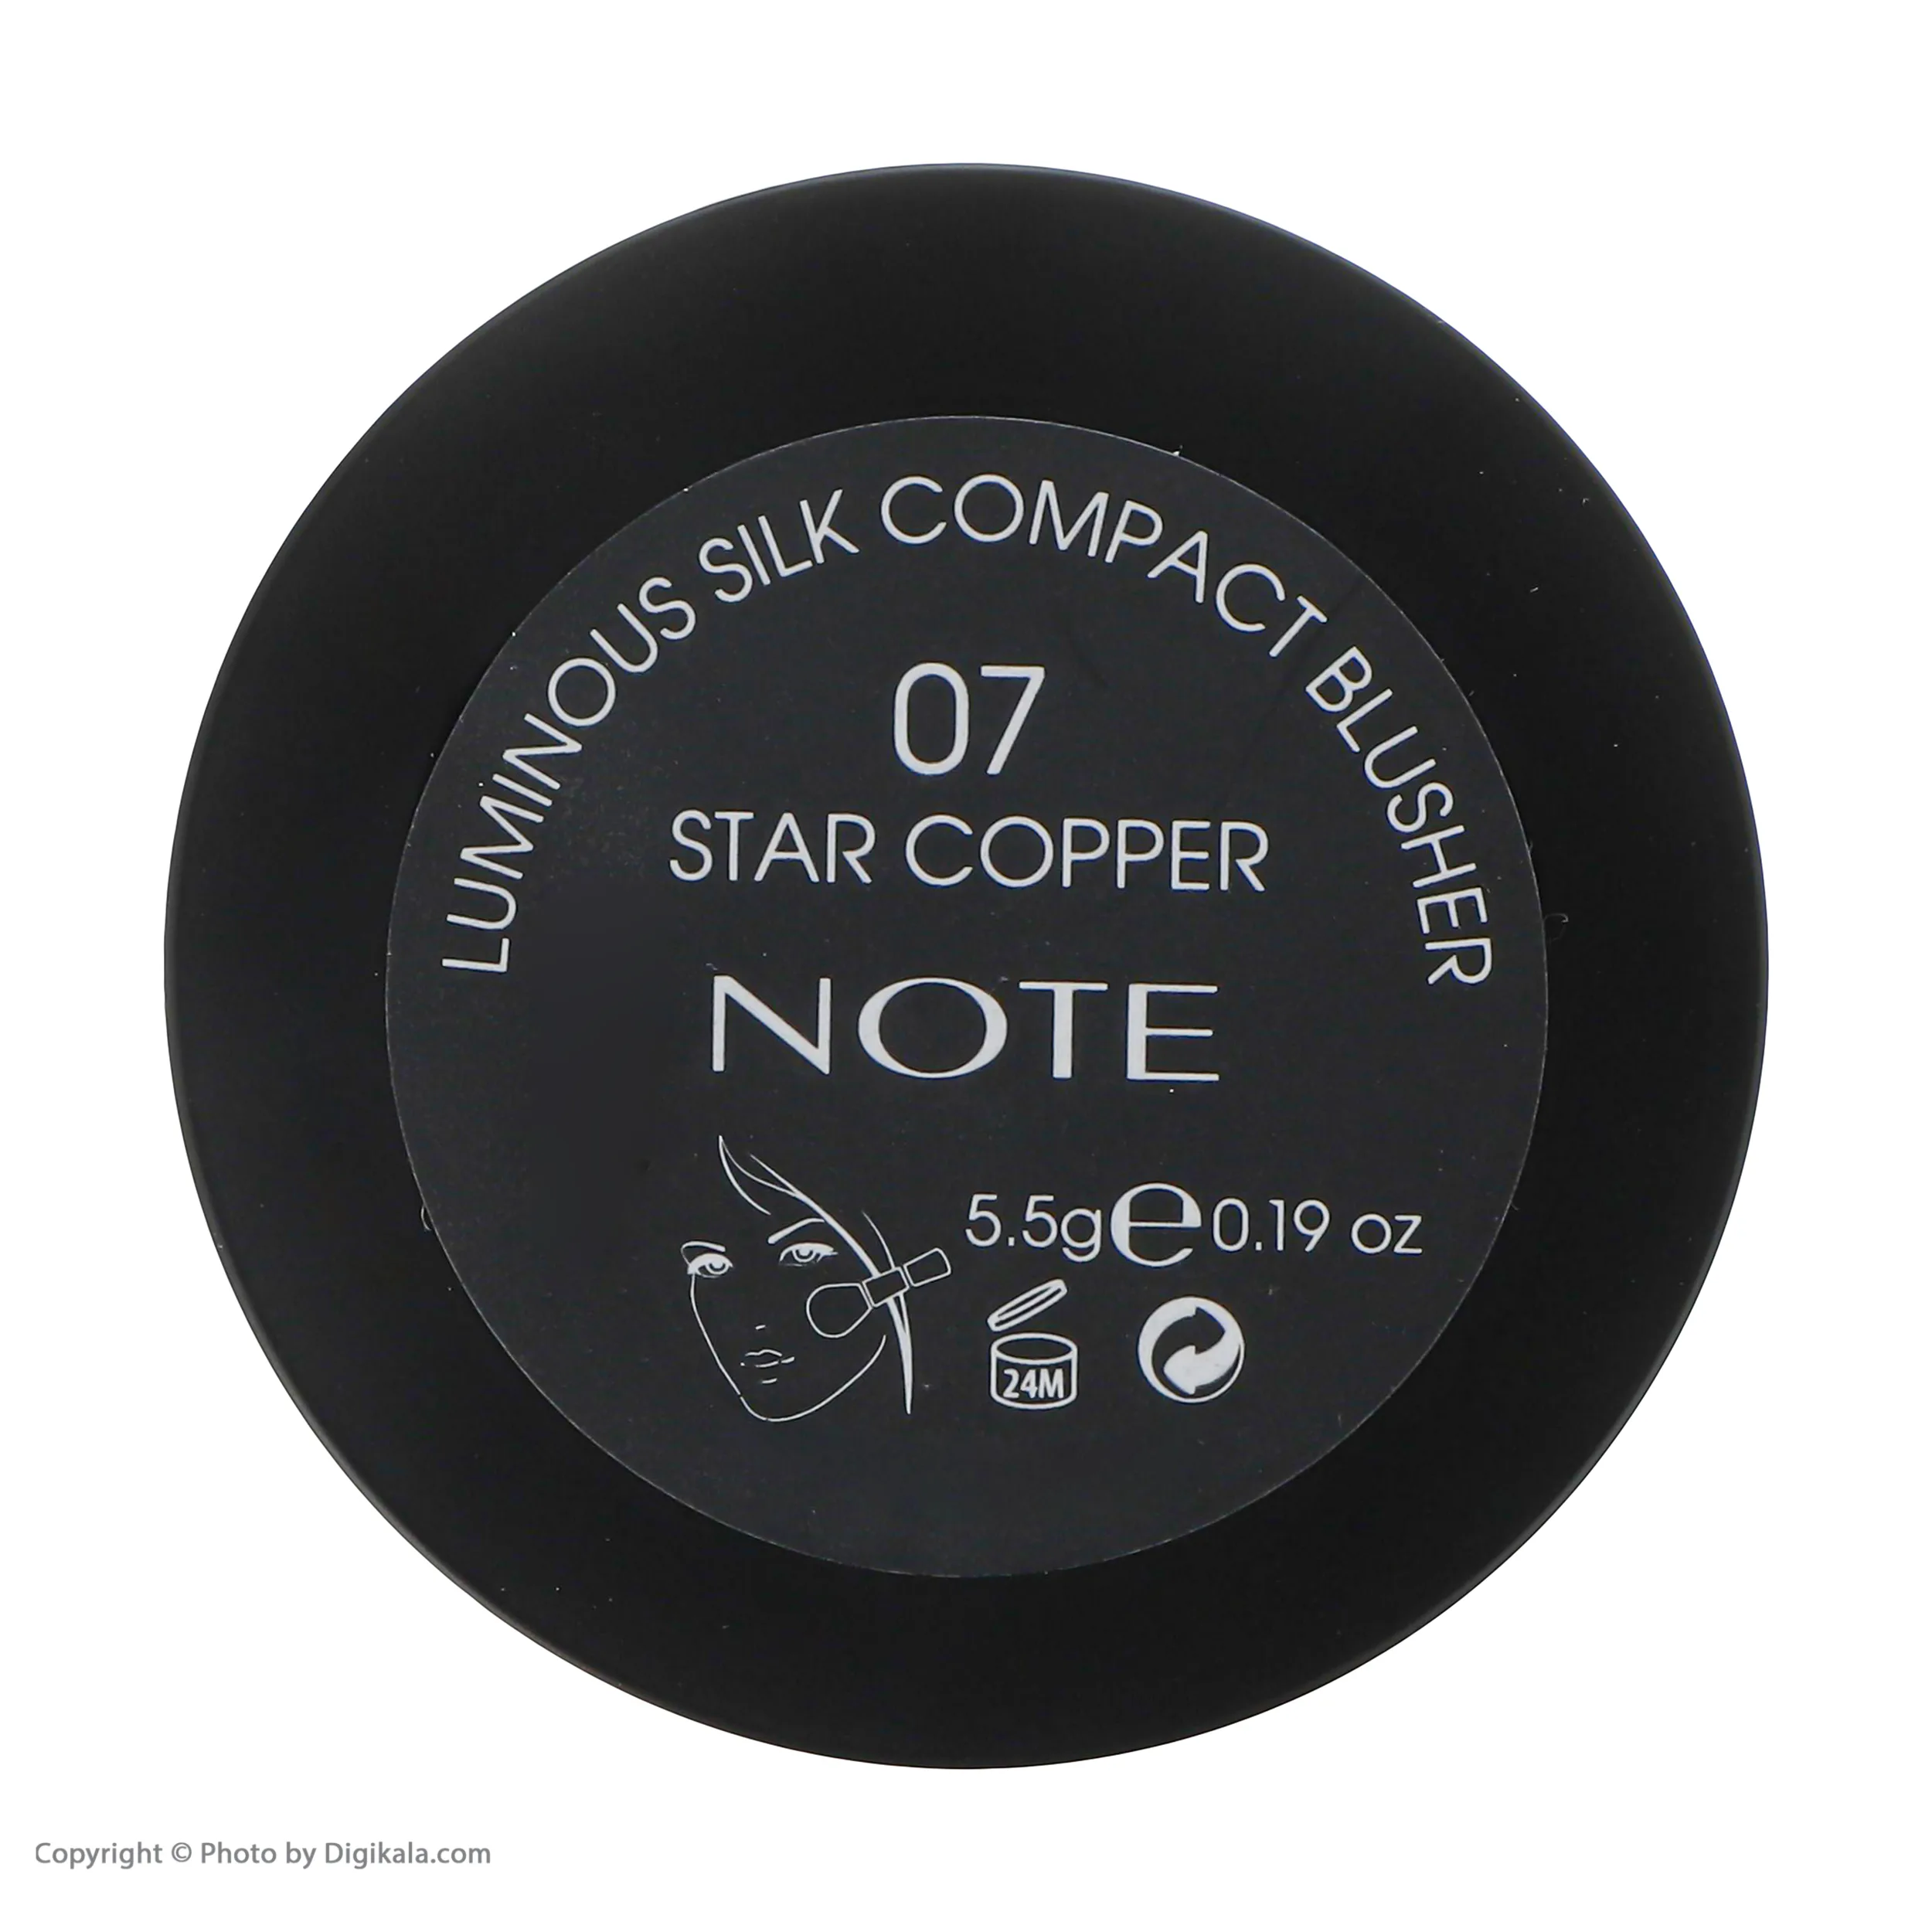 LUMINOUS SILK COMPACT BLUSHER
07
STAR COPPER
NOTE
5.5g e 0.19 oz
24M
Copyright © Photo by Digikala.com